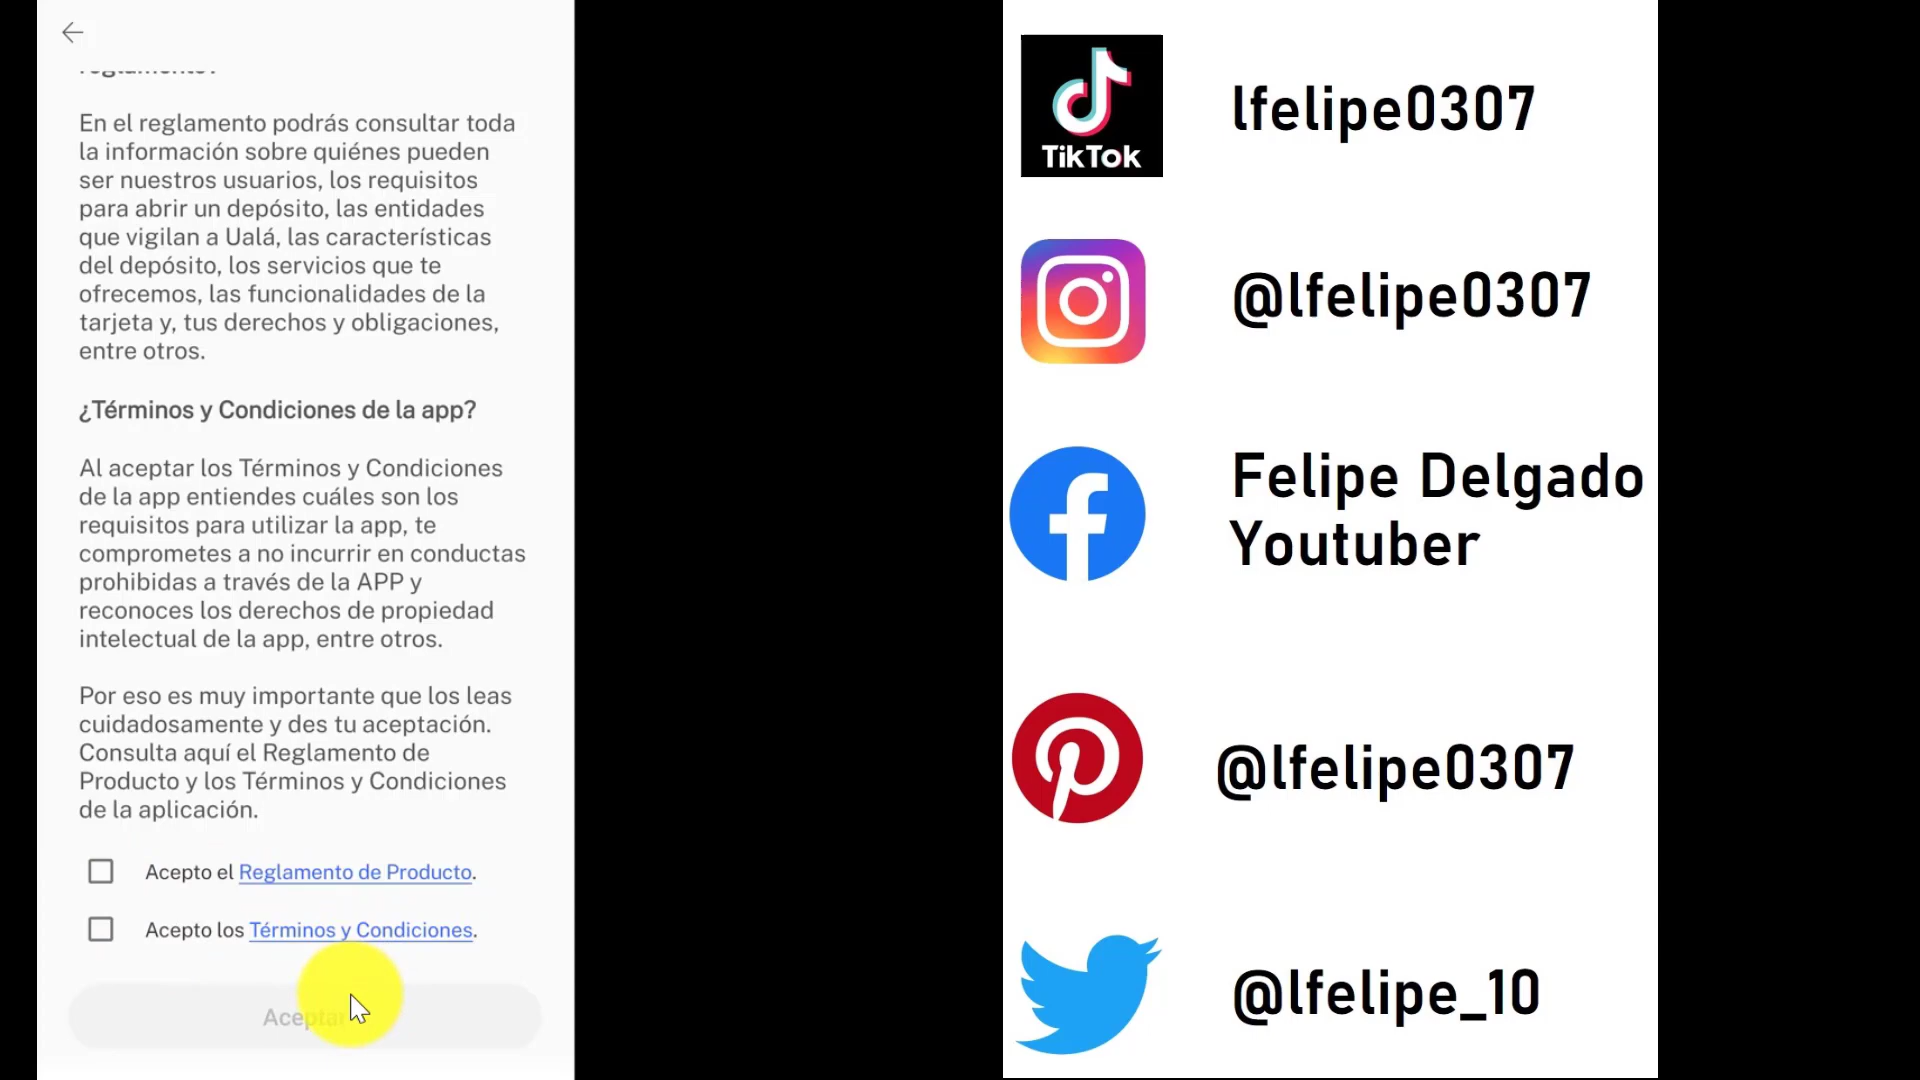 reglamento?
En el reglamento podrás consultar toda
la información sobre quiénes pueden
ser nuestros usuarios, los requisitos
para abrir un depósito, las entidades
que vigilan a Ualá, las características
del depósito, los servicios que te
ofrecemos, las funcionalidades de la
tarjeta y, tus derechos y obligaciones,
entre otros.
¿Términos y Condiciones de la app?
Al aceptar los Términos y Condiciones
de la app entiendes cuáles son los
requisitos para utilizar la app, te
comprometes a no incurrir en conductas
prohibidas a través de la APP y
reconoces los derechos de propiedad
intelectual de la app, entre otros.
Por eso es muy importante que los leas
cuidadosamente y des tu aceptación.
Consulta aquí el Reglamento de
Producto y los Términos y Condiciones
de la aplicación.
Acepto el Reglamento de Producto.
Acepto los Términos y Condiciones.
Aceptar
TikTok
lfelipe0307
@lfelipe0307
Felipe Delgado
Youtuber
@lfelipe0307
@lfelipe_10